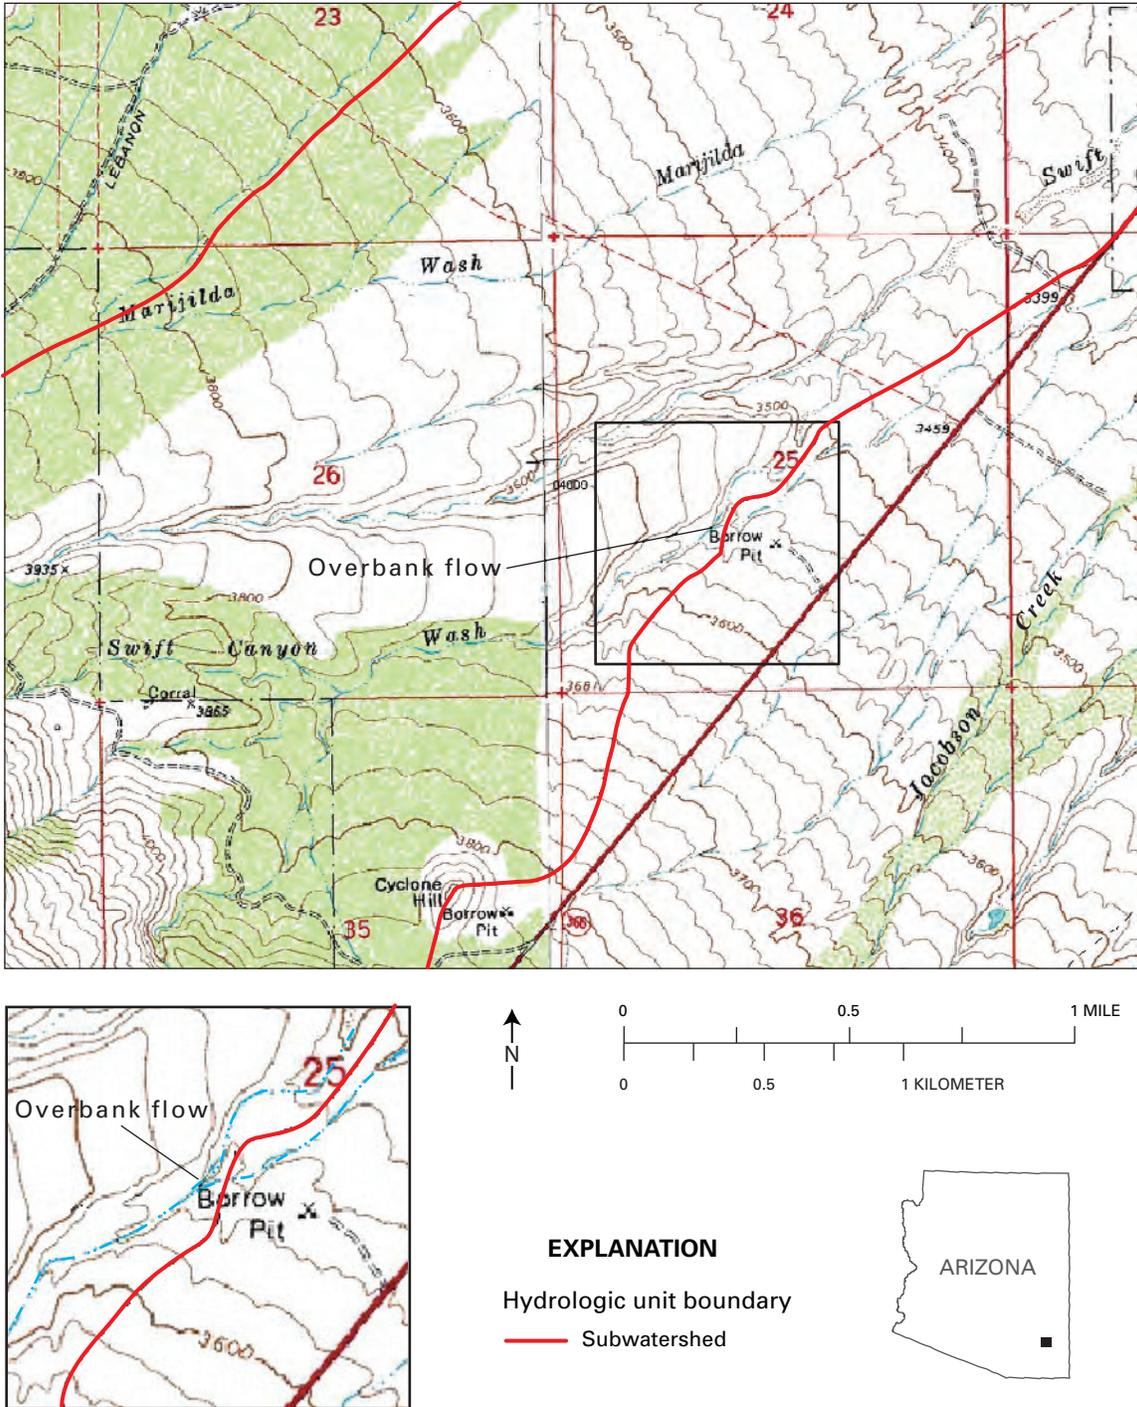 23
24
3500
3600
LEBANON
3800
3400
Marijilda
Swift
Wash
Marijilda
3399
3800
3500
3459
26
25
3600
04000
Borrow
Pit
Overbank flow
3935
3800
Creek
Swift Canyon Wash
3600
3500
Corral
3865
3661
Jacobson
3800
3600
3700
Cyclone
Hill
Borrow
Pit
35
366
36
25
Overbank flow
Borrow
Pit
3600
N
0 0.5 1 MILE
0 0.5 1 KILOMETER
EXPLANATION
Hydrologic unit boundary
Subwatershed
ARIZONA